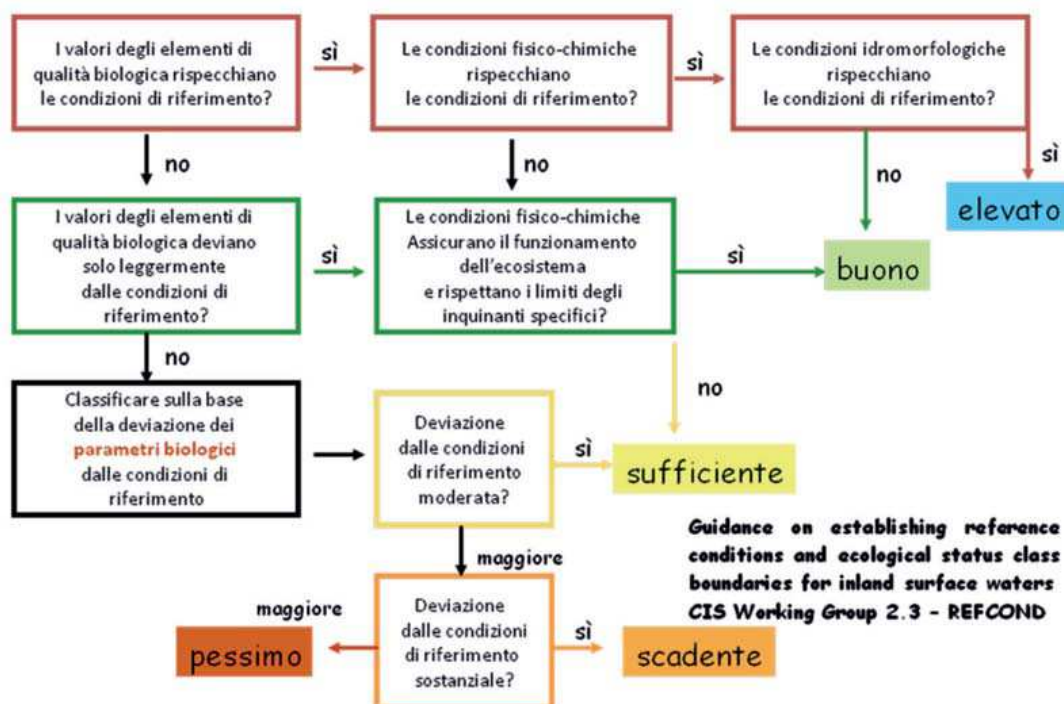 I valori degli elementi di
qualità biologica rispecchiano
le condizioni di riferimento?
sì
Le condizioni fisico-chimiche
rispecchiano
le condizioni di riferimento?
sì
Le condizioni idromorfologiche
rispecchiano
le condizioni di riferimento?
no
no
no
sì
elevato
I valori degli elementi di
qualità biologica deviano
solo leggermente
dalle condizioni di
riferimento?
sì
Le condizioni fisico-chimiche
Assicurano il funzionamento
dell'ecosistema
e rispettano i limiti degli
inquinanti specifici?
sì
buono
no
no
Classificare sulla base
della deviazione dei
parametri biologici
dalle condizioni di
riferimento
Deviazione
dalle condizioni
di riferimento
moderata?
sì
sufficiente
maggiore
Guidance on establishing reference
conditions and ecological status class
boundaries for inland surface waters
CIS Working Group 2.3 - REFCOND
maggiore
pessimo
Deviazione
dalle condizioni
di riferimento
sostanziale?
sì
scadente